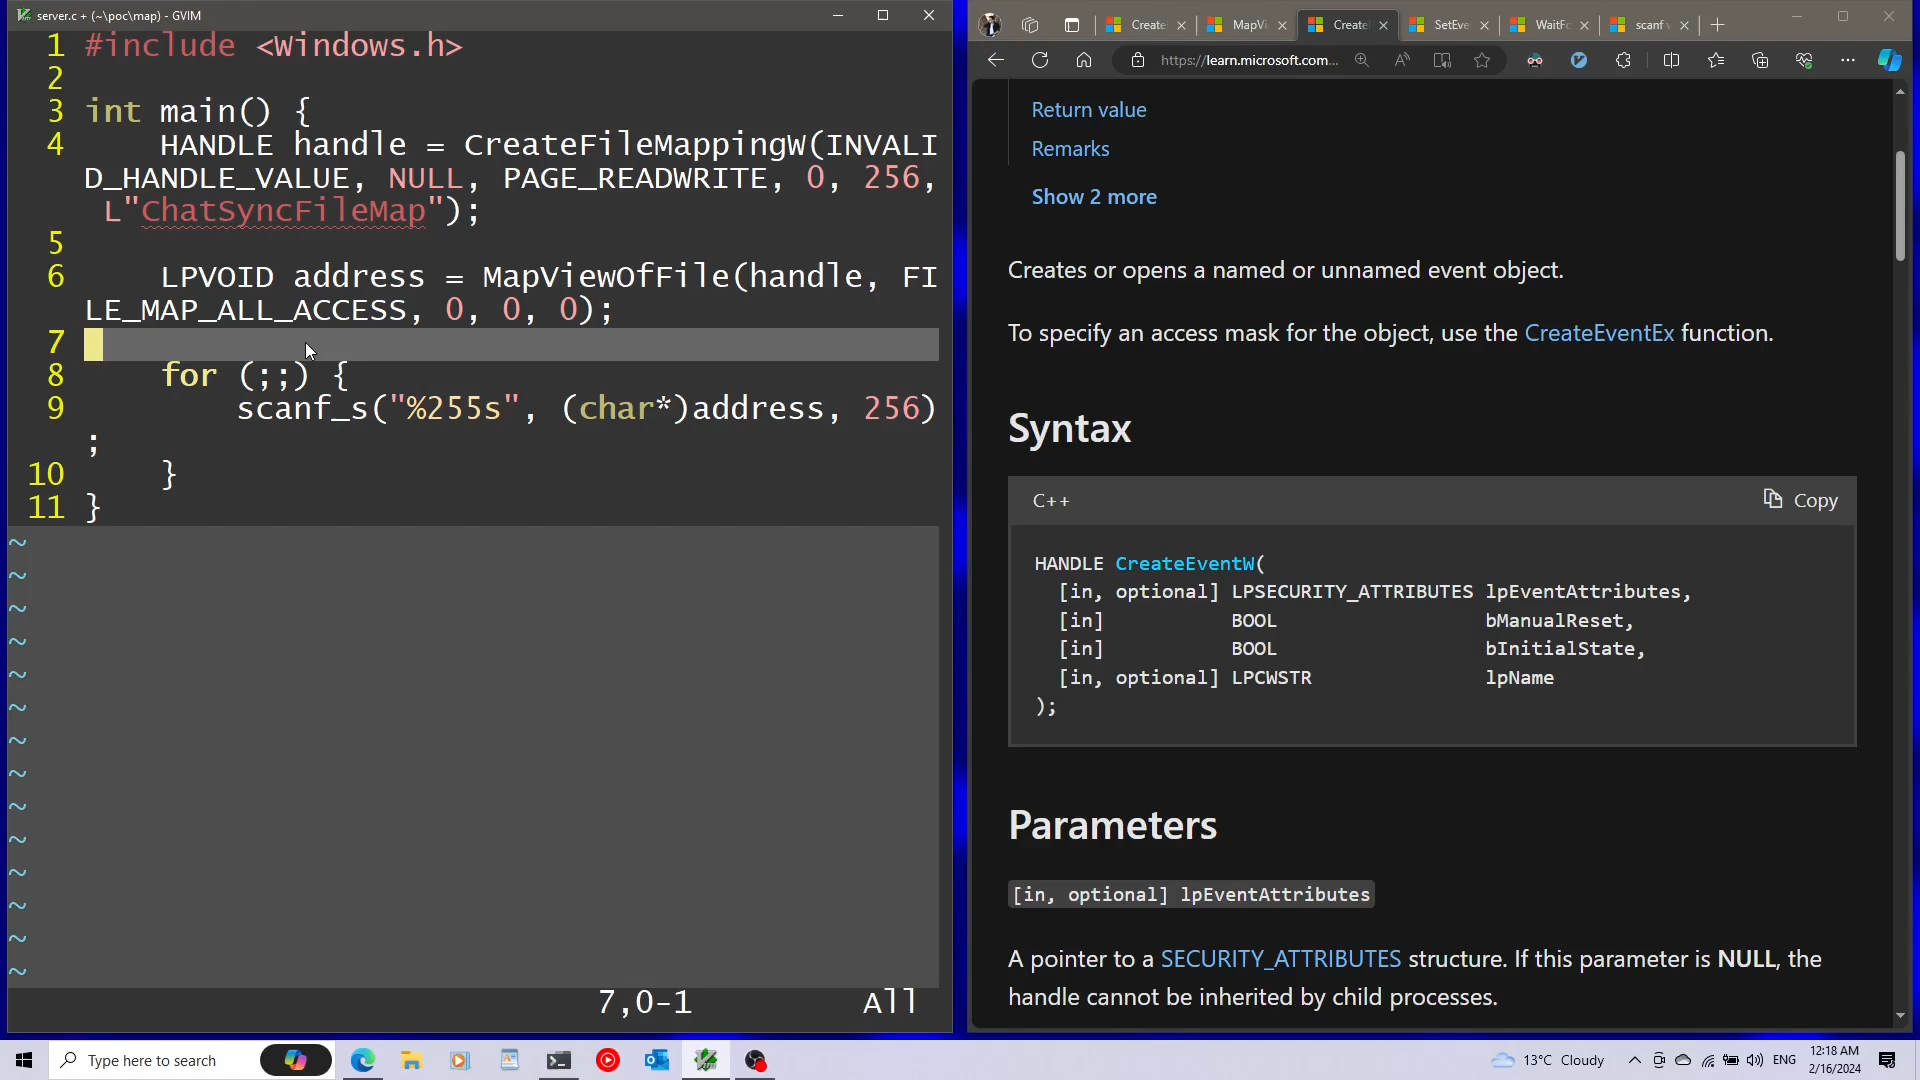 server.c + (~\poc\map) - GVIM
1 #include <Windows.h>
2
3 int main() {
4     HANDLE handle = CreateFileMappingW(INVALI
D_HANDLE_VALUE, NULL, PAGE_READWRITE, 0, 256,
 L"ChatSyncFileMap");
5
6     LPVOID address = MapViewOfFile(handle, FI
LE_MAP_ALL_ACCESS, 0, 0, 0);
7
8     for (;;) {
9         scanf_s("%255s", (char*)address, 256)
;
10     }
11 }
~
~
~
~
~
~
~
~
~
~
~
~
~
~
7,0-1 All
Create
MapVi
Create
SetEve
WaitFo
scanf
https://learn.microsoft.com...
Return value
Remarks
Show 2 more
Creates or opens a named or unnamed event object.
To specify an access mask for the object, use the CreateEventEx function.
Syntax
C++ Copy
HANDLE CreateEventW(
  [in, optional] LPSECURITY_ATTRIBUTES lpEventAttributes,
  [in]           BOOL                  bManualReset,
  [in]           BOOL                  bInitialState,
  [in, optional] LPCWSTR               lpName
);
Parameters
[in, optional] lpEventAttributes
A pointer to a SECURITY_ATTRIBUTES structure. If this parameter is NULL, the
handle cannot be inherited by child processes.
Type here to search
13°C Cloudy
ENG
12:18 AM
2/16/2024